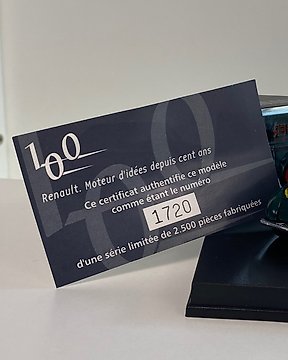 100
Renault. Moteur d'idées depuis cent ans
Ce certificat authentifie ce modèle
comme étant le numéro
1720
d'une série limitée de 2.500 pièces fabriquées